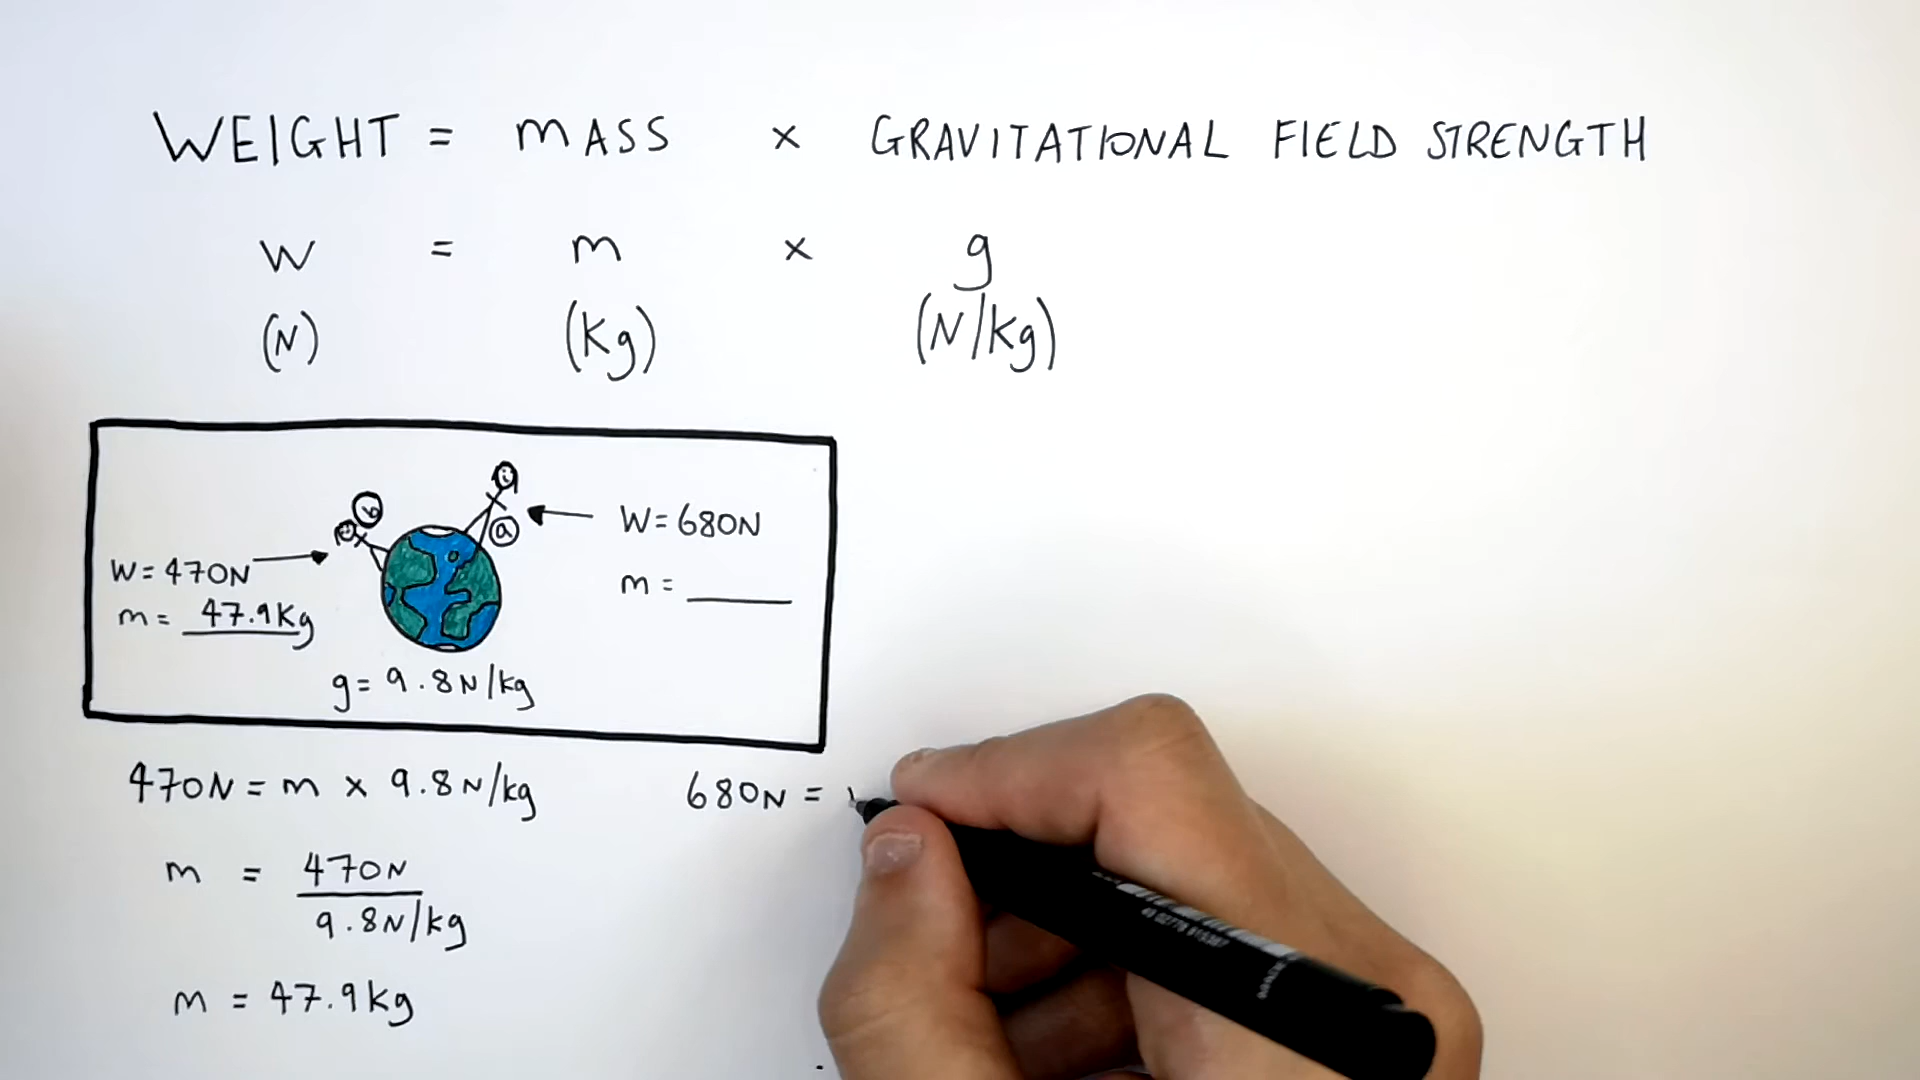 WEIGHT = MASS × GRAVITATIONAL FIELD STRENGTH
W = m × g
(N) (Kg) (N/kg)
W = 680N
m = ______
W = 470N
m = 47.9Kg
g = 9.8N/kg
470N = m × 9.8N/kg
m = 470N
9.8N/kg
m = 47.9kg
680N =